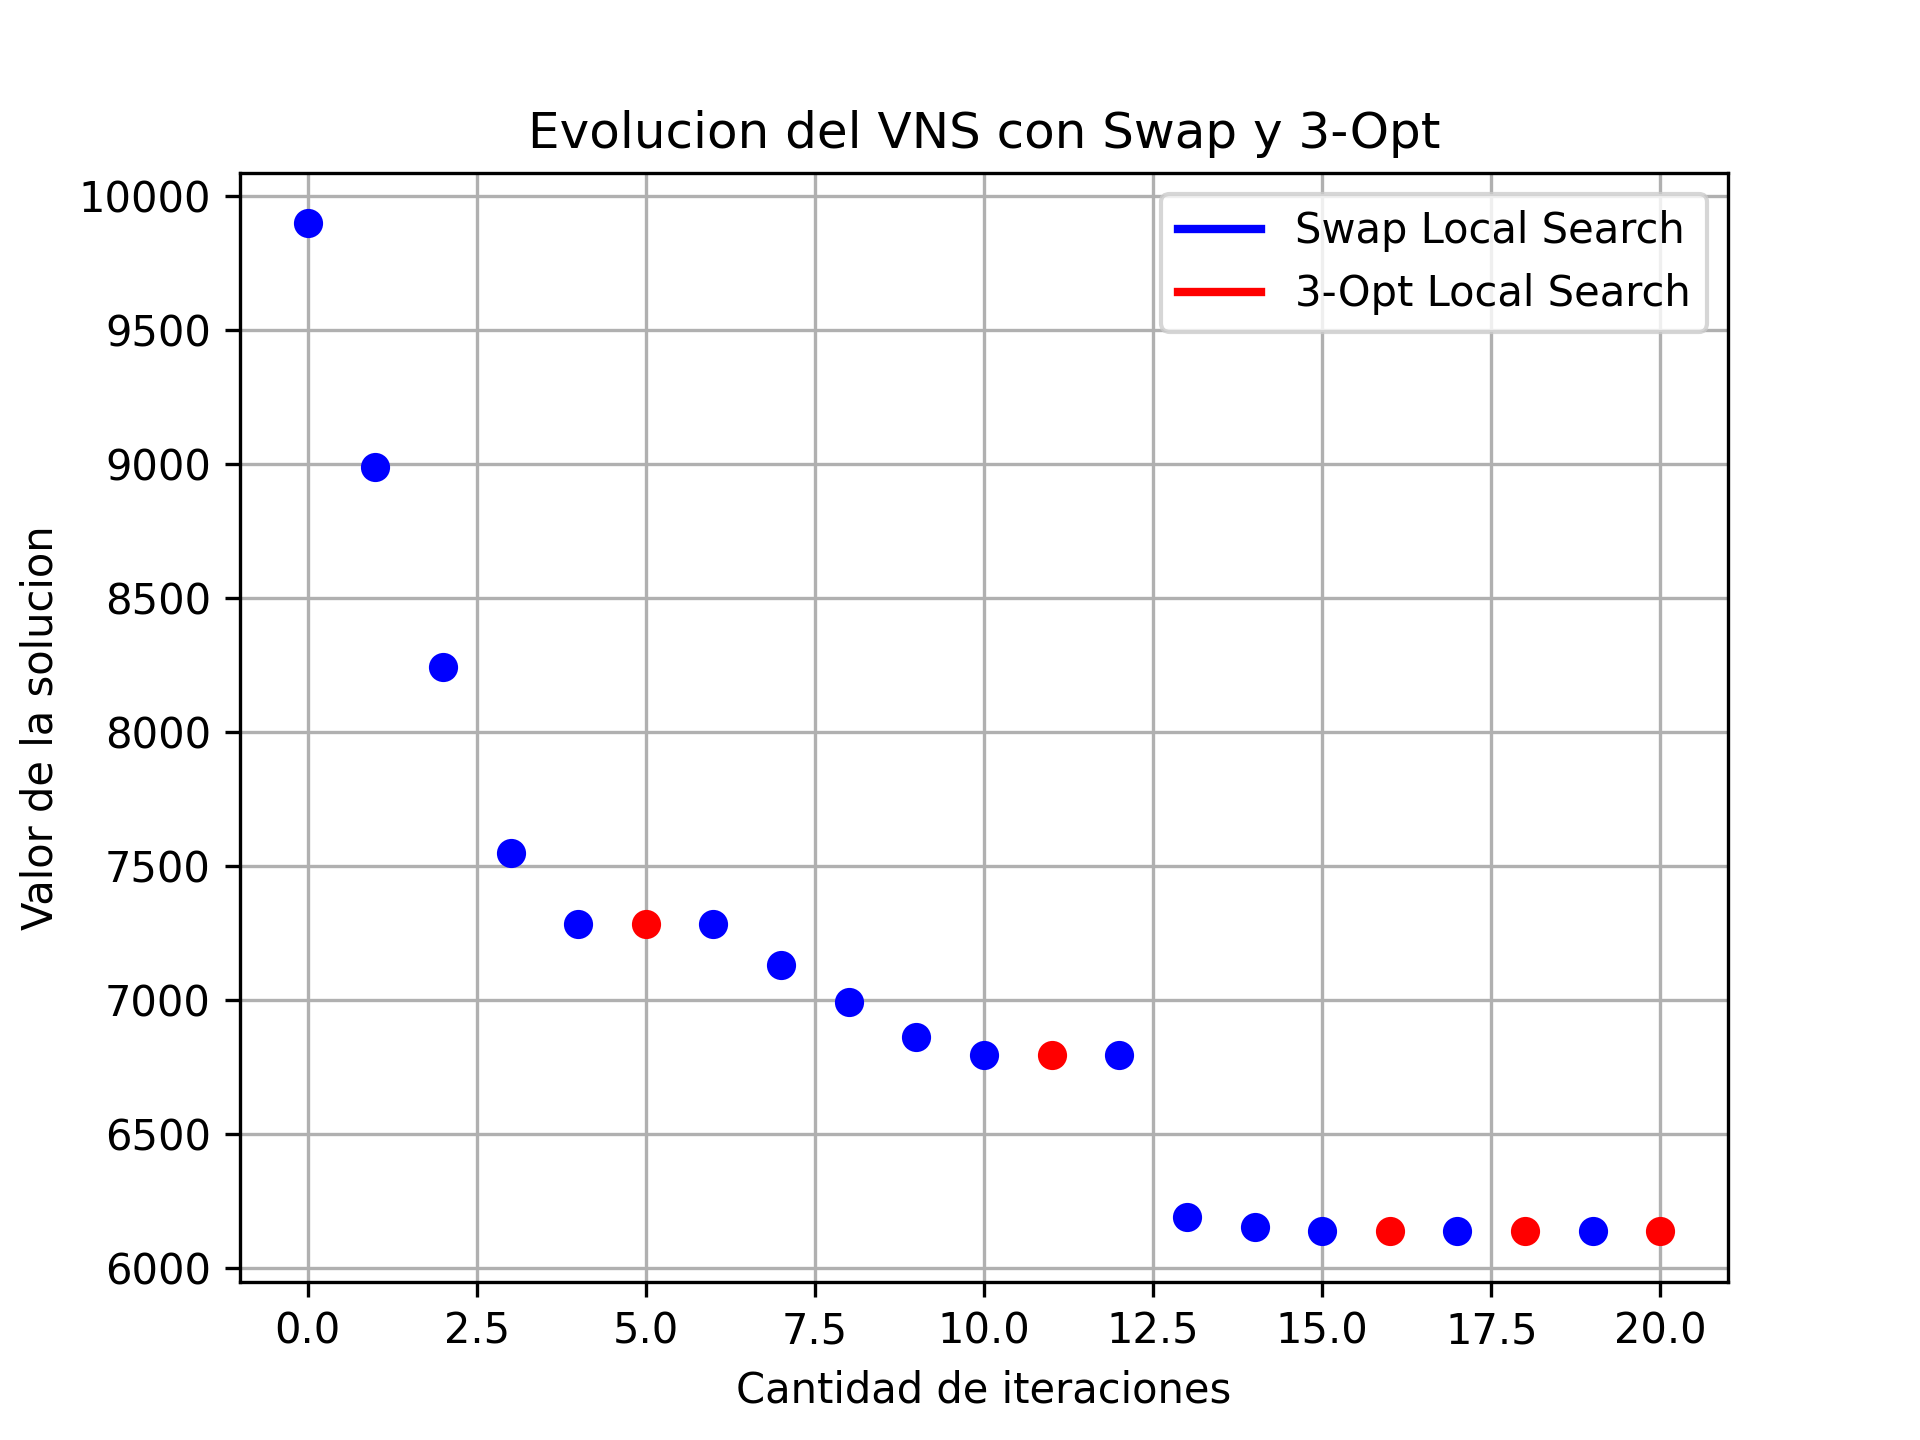 Evolucion del VNS con Swap y 3-Opt
Swap Local Search
3-Opt Local Search
10000
9500
9000
8500
8000
7500
7000
6500
6000
Valor de la solucion
0.0 2.5 5.0 7.5 10.0 12.5 15.0 17.5 20.0
Cantidad de iteraciones